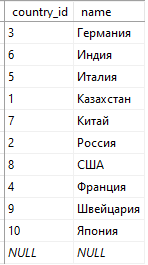 country_id name
3 Германия
6 Индия
5 Италия
1 Казахстан
7 Китай
2 Россия
8 США
4 Франция
9 Швейцария
10 Япония
NULL NULL